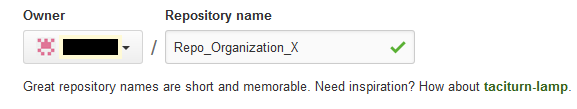 Owner Repository name
/ Repo_Organization_X
Great repository names are short and memorable. Need inspiration? How about taciturn-lamp.